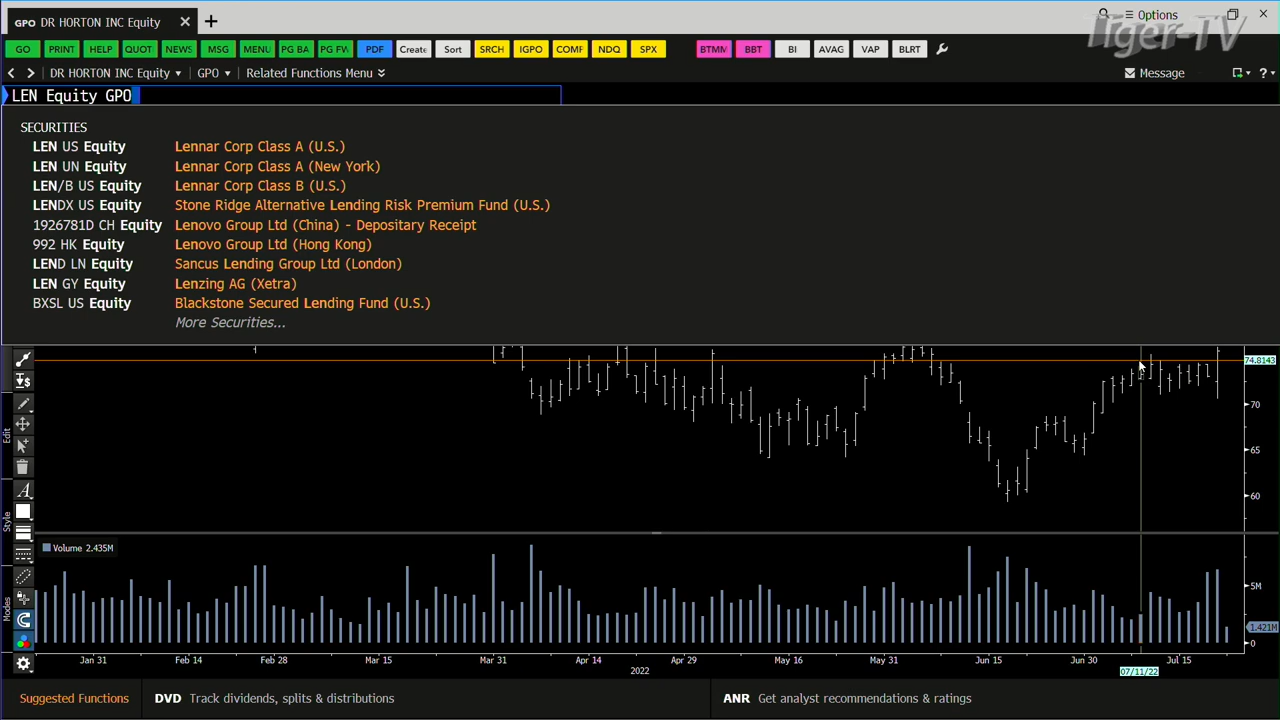 GPO DR HORTON INC Equity
Options
Tiger-TV
GO PRINT HELP QUOT NEWS MSG MENU PG BA PG FW PDF Create Sort SRCH IGPO COMP NDQ SPX BTMM BBT BI AVAG VAP BLRT
DR HORTON INC Equity GPO Related Functions Menu Message ?
LEN Equity GPO
SECURITIES
LEN US Equity Lennar Corp Class A (U.S.)
LEN UN Equity Lennar Corp Class A (New York)
LEN/B US Equity Lennar Corp Class B (U.S.)
LENDX US Equity Stone Ridge Alternative Lending Risk Premium Fund (U.S.)
1926781D CH Equity Lenovo Group Ltd (China) - Depositary Receipt
992 HK Equity Lenovo Group Ltd (Hong Kong)
LEND LN Equity Sancus Lending Group Ltd (London)
LEN GY Equity Lenzing AG (Xetra)
BXSL US Equity Blackstone Secured Lending Fund (U.S.)
More Securities...
74.8143
70
65
60
Edit
Style
Modes
A
Volume 2.435M
5M
1.421M
0
Jan 31 Feb 14 Feb 28 Mar 15 Mar 31 Apr 14 Apr 29 May 16 May 31 Jun 15 Jun 30 Jul 15
2022
07/11/22
Suggested Functions DVD Track dividends, splits & distributions ANR Get analyst recommendations & ratings